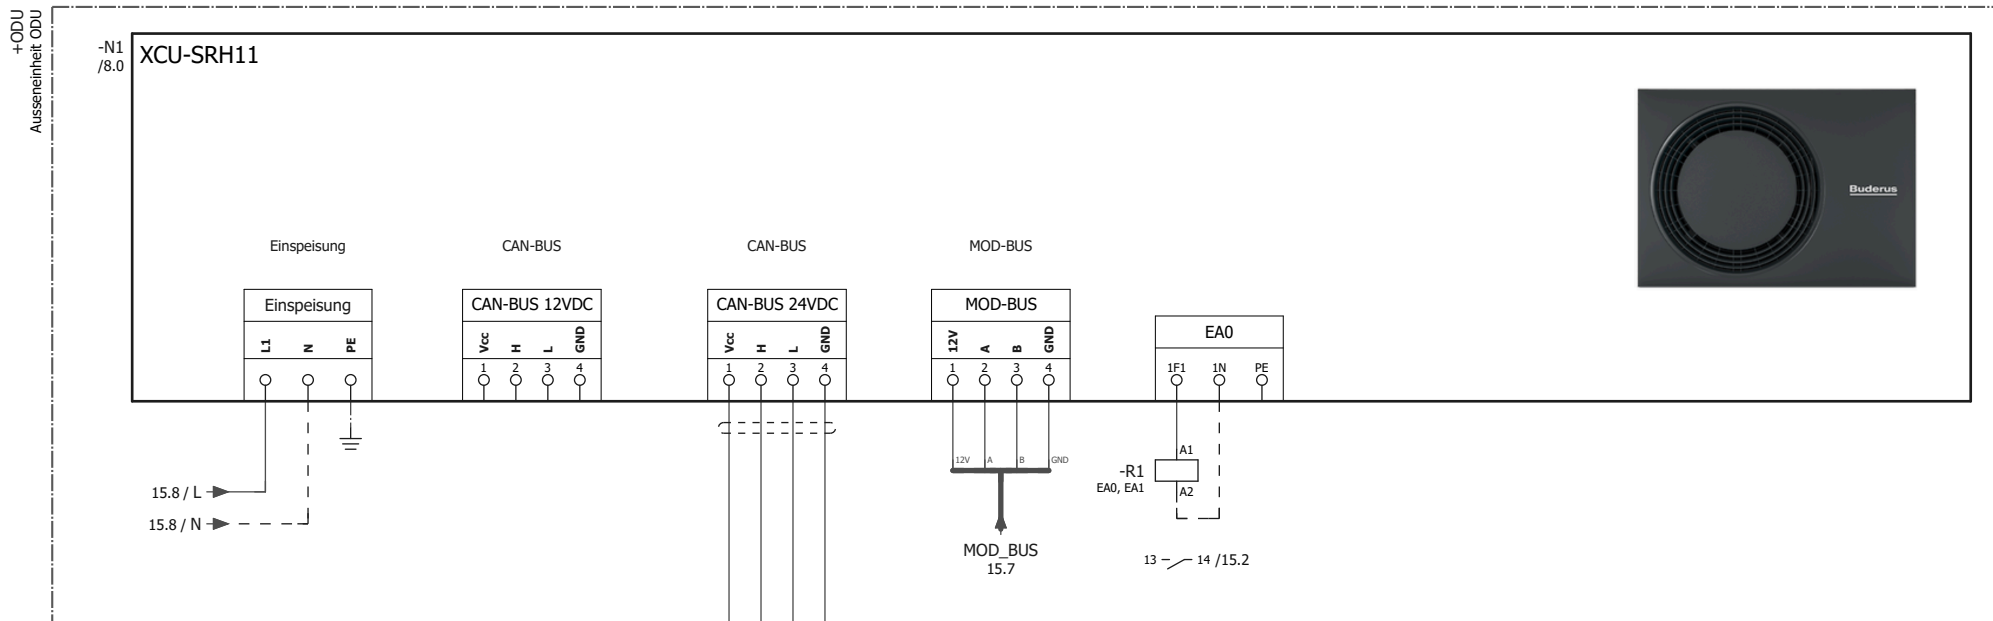 +ODU
Ausseneinheit ODU
-N1
/8.0
XCU-SRH11
Buderus
Einspeisung
CAN-BUS
CAN-BUS
MOD-BUS
Einspeisung
L1 N PE
CAN-BUS 12VDC
Vcc H L GND
1 2 3 4
CAN-BUS 24VDC
Vcc H L GND
1 2 3 4
MOD-BUS
12V A B GND
1 2 3 4
EA0
1F1 1N PE
15.8 / L
15.8 / N
12V A B GND
MOD_BUS
15.7
-R1
EA0, EA1
A1
A2
13 14 /15.2